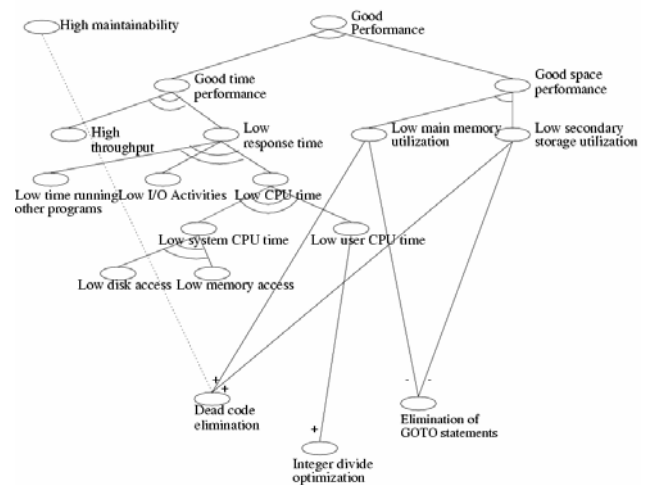 High maintainability
Good
Performance
Good time
performance
Good space
performance
High
throughput
Low
response time
Low main memory
utilization
Low secondary
storage utilization
Low time running
other programs
Low I/O Activities
Low CPU time
Low system CPU time
Low user CPU time
Low disk access
Low memory access
+
+
- -
Dead code
elimination
+
Elimination of
GOTO statements
Integer divide
optimization